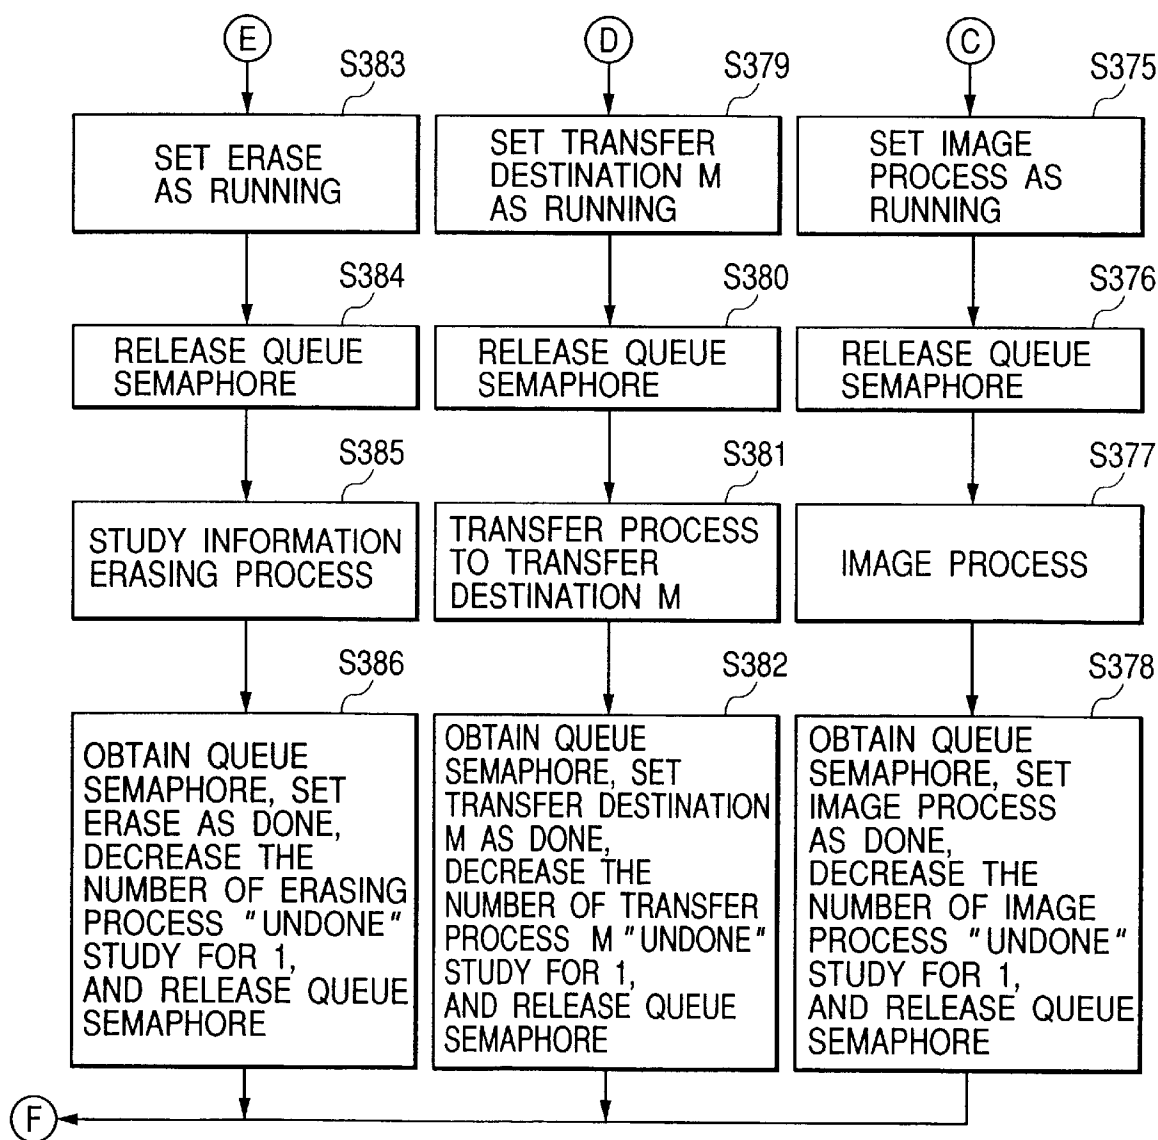 E
S383
SET ERASE
AS RUNNING
S384
RELEASE QUEUE
SEMAPHORE
S385
STUDY INFORMATION
ERASING PROCESS
S386
OBTAIN QUEUE
SEMAPHORE, SET
ERASE AS DONE,
DECREASE THE
NUMBER OF ERASING
PROCESS "UNDONE"
STUDY FOR 1,
AND RELEASE QUEUE
SEMAPHORE
D
S379
SET TRANSFER
DESTINATION M
AS RUNNING
S380
RELEASE QUEUE
SEMAPHORE
S381
TRANSFER PROCESS
TO TRANSFER
DESTINATION M
S382
OBTAIN QUEUE
SEMAPHORE, SET
TRANSFER DESTINATION
M AS DONE,
DECREASE THE
NUMBER OF TRANSFER
PROCESS M "UNDONE"
STUDY FOR 1,
AND RELEASE QUEUE
SEMAPHORE
C
S375
SET IMAGE
PROCESS AS
RUNNING
S376
RELEASE QUEUE
SEMAPHORE
S377
IMAGE PROCESS
S378
OBTAIN QUEUE
SEMAPHORE, SET
IMAGE PROCESS
AS DONE,
DECREASE THE
NUMBER OF IMAGE
PROCESS "UNDONE"
STUDY FOR 1,
AND RELEASE QUEUE
SEMAPHORE
F